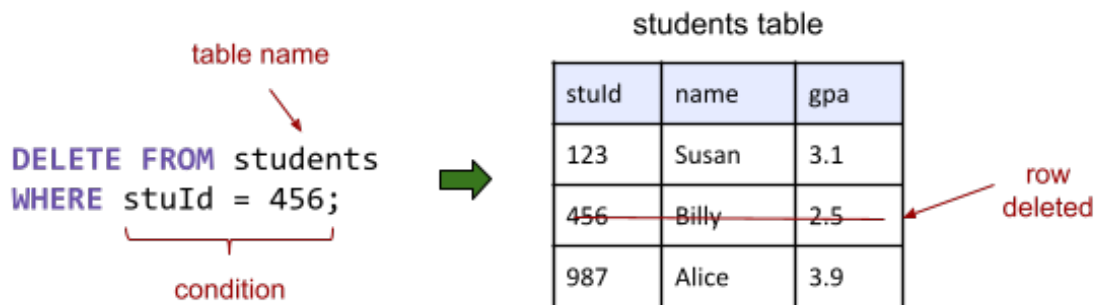 table name
DELETE FROM students
WHERE stuId = 456;
condition
students table
stuId name gpa
123 Susan 3.1
456 Billy 2.5
987 Alice 3.9
row
deleted